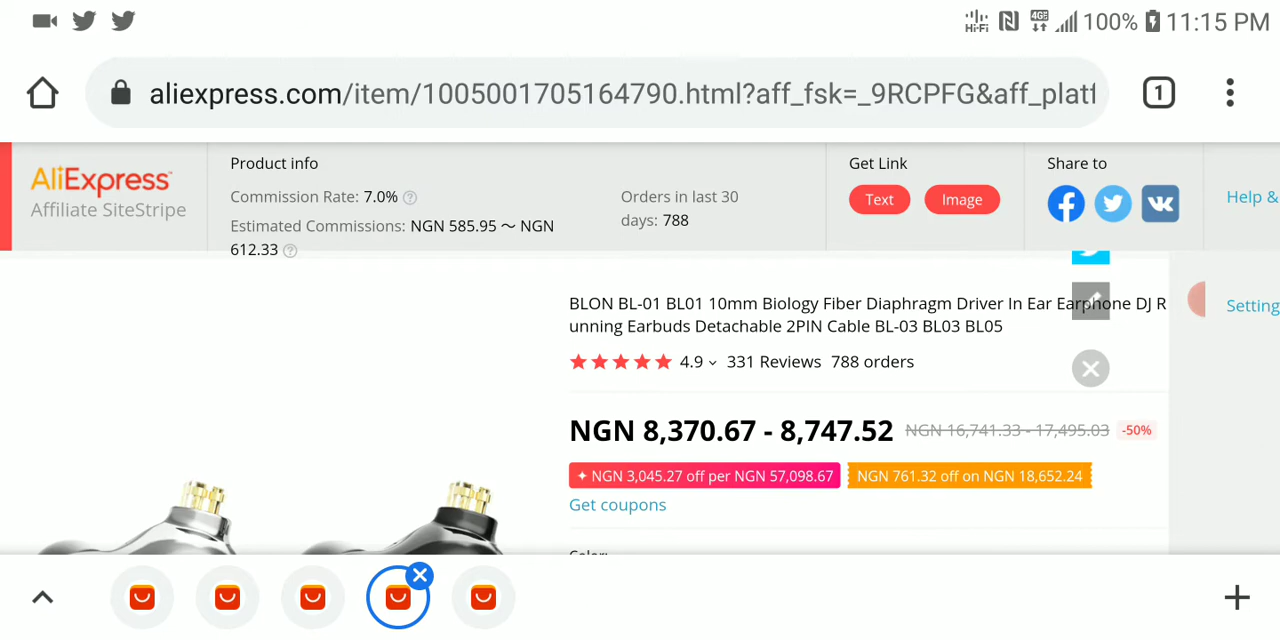 Hi-Fi 4GE 100% 11:15 PM
aliexpress.com/item/1005001705164790.html?aff_fsk=_9RCPFG&aff_platf
1
AliExpress
Affiliate SiteStripe
Product info
Commission Rate: 7.0% ?
Estimated Commissions: NGN 585.95 ~ NGN
612.33 ?
Orders in last 30
days: 788
Get Link
Text Image
Share to
Help &
Setting
BLON BL-01 BL01 10mm Biology Fiber Diaphragm Driver In Ear Earphone DJ R
unning Earbuds Detachable 2PIN Cable BL-03 BL03 BL05
4.9 331 Reviews 788 orders
NGN 8,370.67 - 8,747.52 NGN 16,741.33 - 17,495.03 -50%
NGN 3,045.27 off per NGN 57,098.67 NGN 761.32 off on NGN 18,652.24
Get coupons
Color: